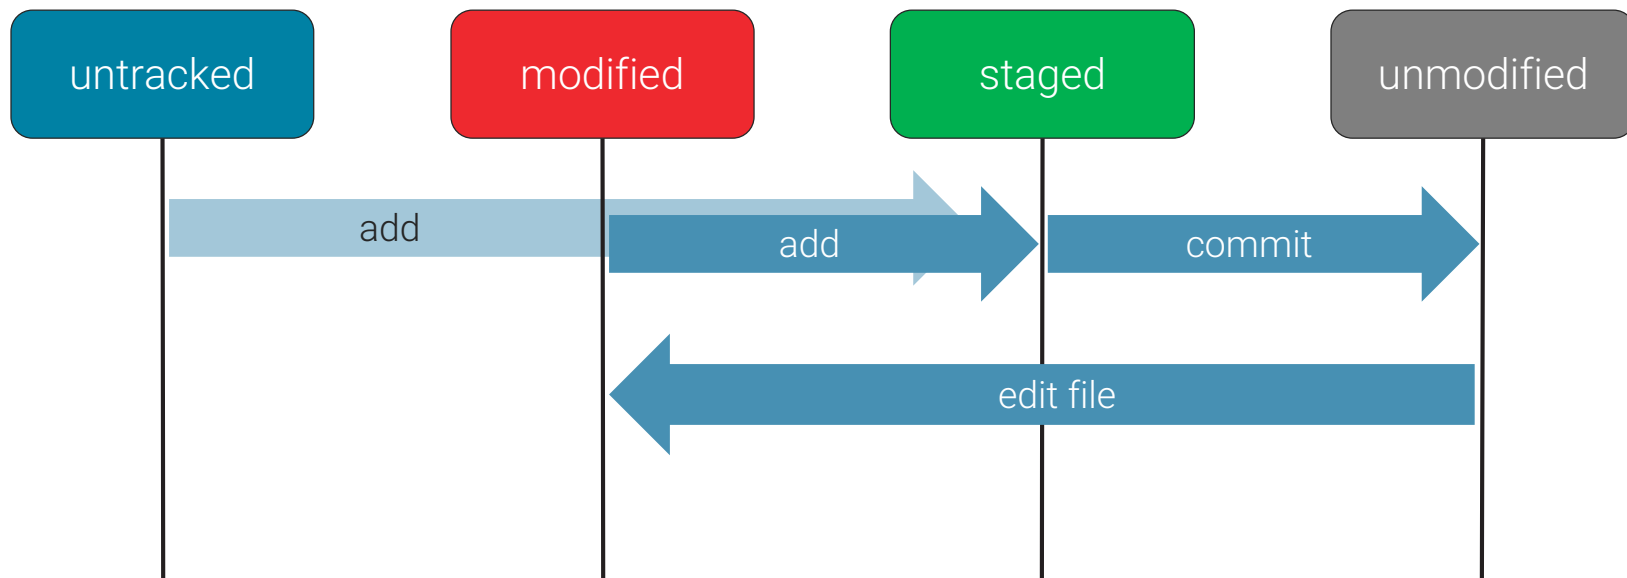 untracked
modified
staged
unmodified
add
add
commit
edit file